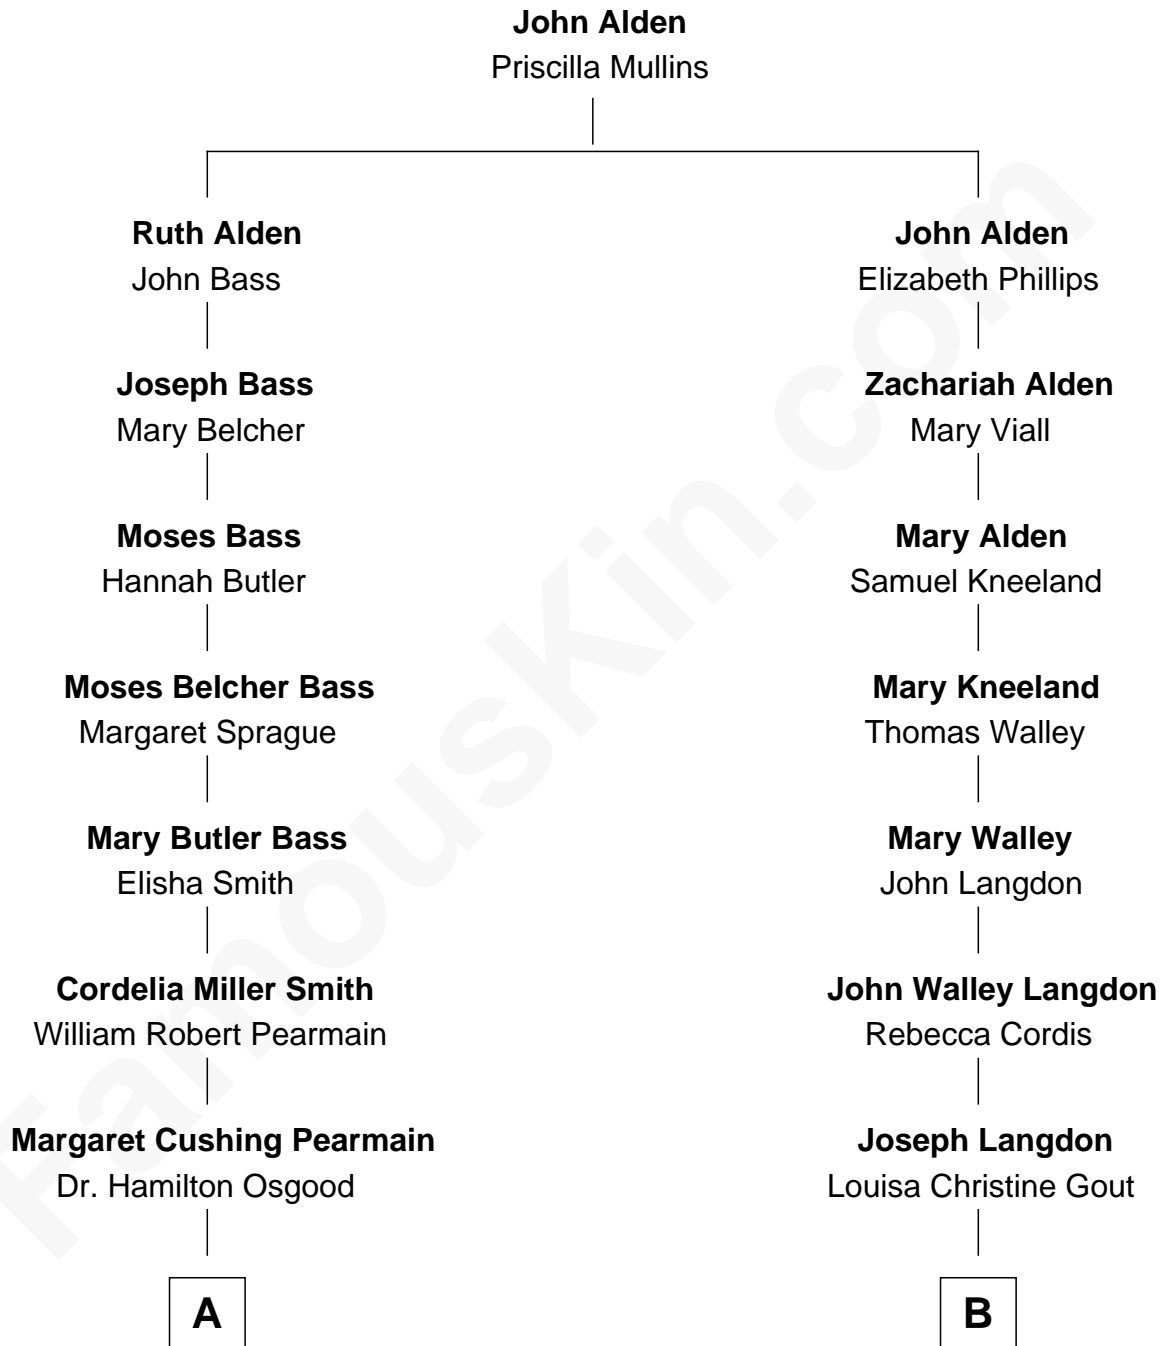 John Alden
Priscilla Mullins
Ruth Alden
John Bass
John Alden
Elizabeth Phillips
Joseph Bass
Mary Belcher
Zachariah Alden
Mary Viall
Moses Bass
Hannah Butler
Mary Alden
Samuel Kneeland
Moses Belcher Bass
Margaret Sprague
Mary Kneeland
Thomas Walley
Mary Butler Bass
Elisha Smith
Mary Walley
John Langdon
Cordelia Miller Smith
William Robert Pearmain
John Walley Langdon
Rebecca Cordis
Margaret Cushing Pearmain
Dr. Hamilton Osgood
Joseph Langdon
Louisa Christine Gout
A
B
FamousKin.com